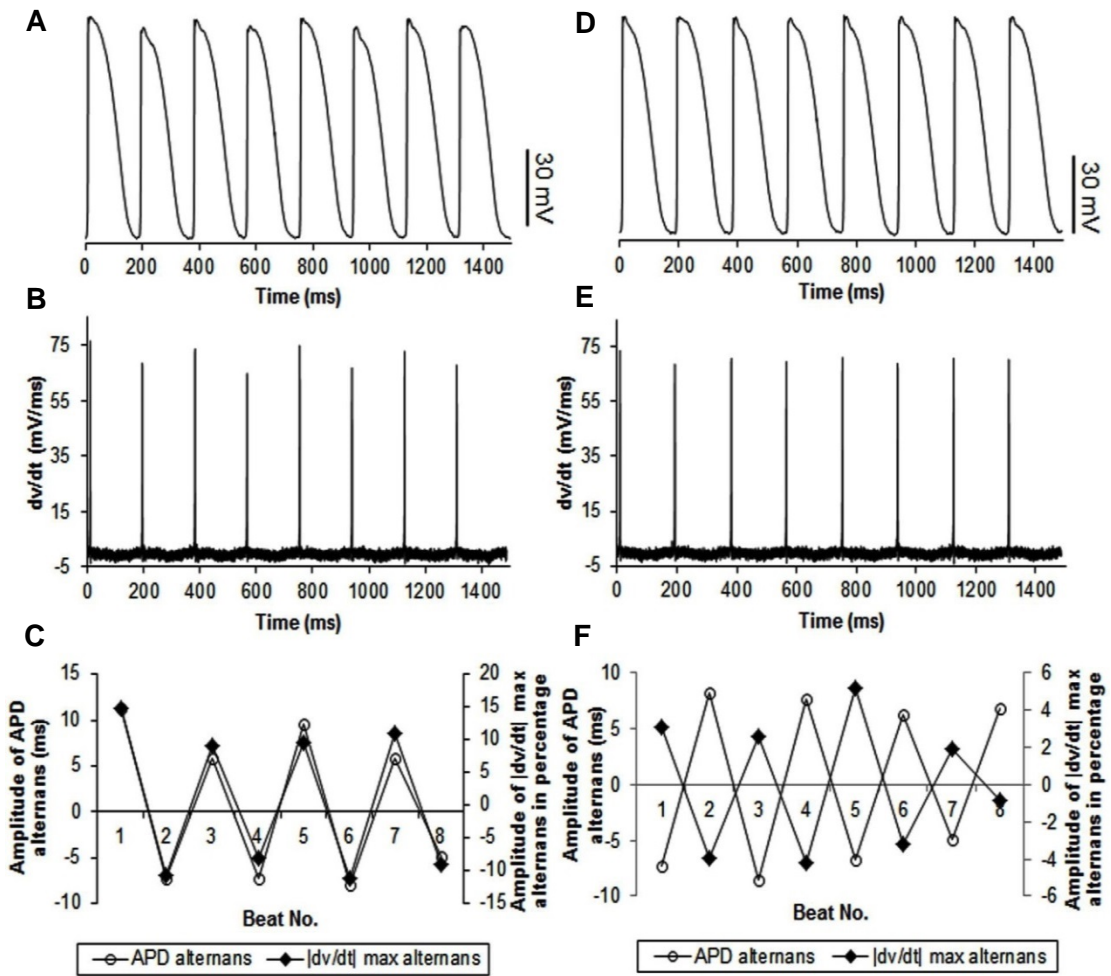 A
30 mV
0 200 400 600 800 1000 1200 1400
Time (ms)
B
dv/dt (mV/ms)
75
55
35
15
-5
0 200 400 600 800 1000 1200 1400
Time (ms)
C
Amplitude of APD
alternans (ms)
15
10
5
0
-5
-10
1 2 3 4 5 6 7 8
20
15
10
5
0
-5
-10
-15
Amplitude of |dv/dt| max
alternans in percentage
Beat No.
APD alternans |dv/dt| max alternans
D
30 mV
0 200 400 600 800 1000 1200 1400
Time (ms)
E
dv/dt (mV/ms)
75
55
35
15
-5
0 200 400 600 800 1000 1200 1400
Time (ms)
F
Amplitude of APD
alternans (ms)
10
5
0
-5
-10
1 2 3 4 5 6 7 8
6
4
2
0
-2
-4
-6
Amplitude of |dv/dt| max
alternans in percentage
Beat No.
APD alternans |dv/dt| max alternans